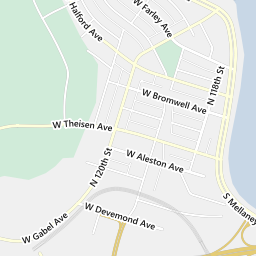 W Farley Ave
Halford Ave
N 118th St
W Bromwell Ave
W Theisen Ave
W Aleston Ave
N 120th St
S Mellaney
W Devemond Ave
W Gabel Ave